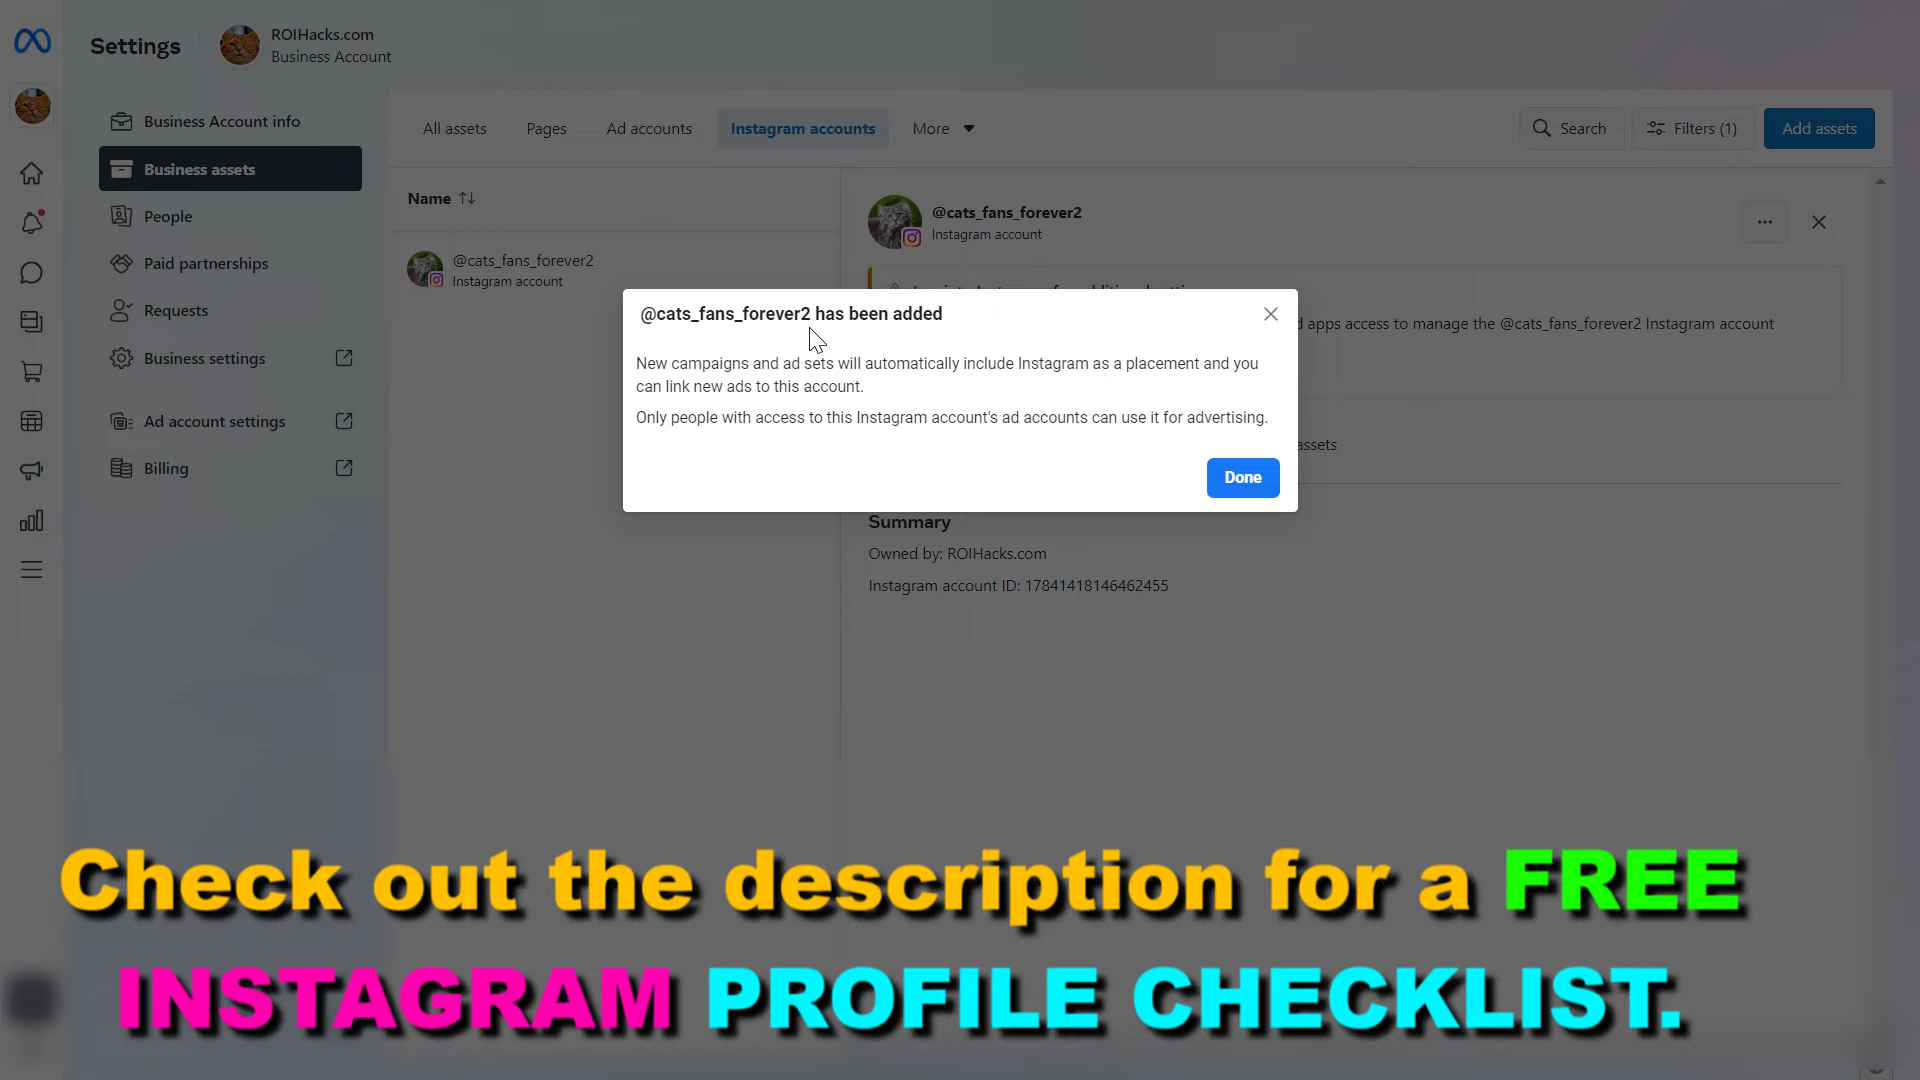 Settings
ROIHacks.com
Business Account
Business Account info
Business assets
People
Paid partnerships
Requests
Business settings
Ad account settings
Billing
All assets
Pages
Ad accounts
Instagram accounts
More
Search
Filters (1)
Add assets
Name
@cats_fans_forever2
Instagram account
@cats_fans_forever2
Instagram account
d apps access to manage the @cats_fans_forever2 Instagram account
assets
@cats_fans_forever2 has been added
New campaigns and ad sets will automatically include Instagram as a placement and you
can link new ads to this account.
Only people with access to this Instagram account's ad accounts can use it for advertising.
Done
Summary
Owned by: ROIHacks.com
Instagram account ID: 17841418146462455
Check out the description for a FREE
INSTAGRAM PROFILE CHECKLIST.